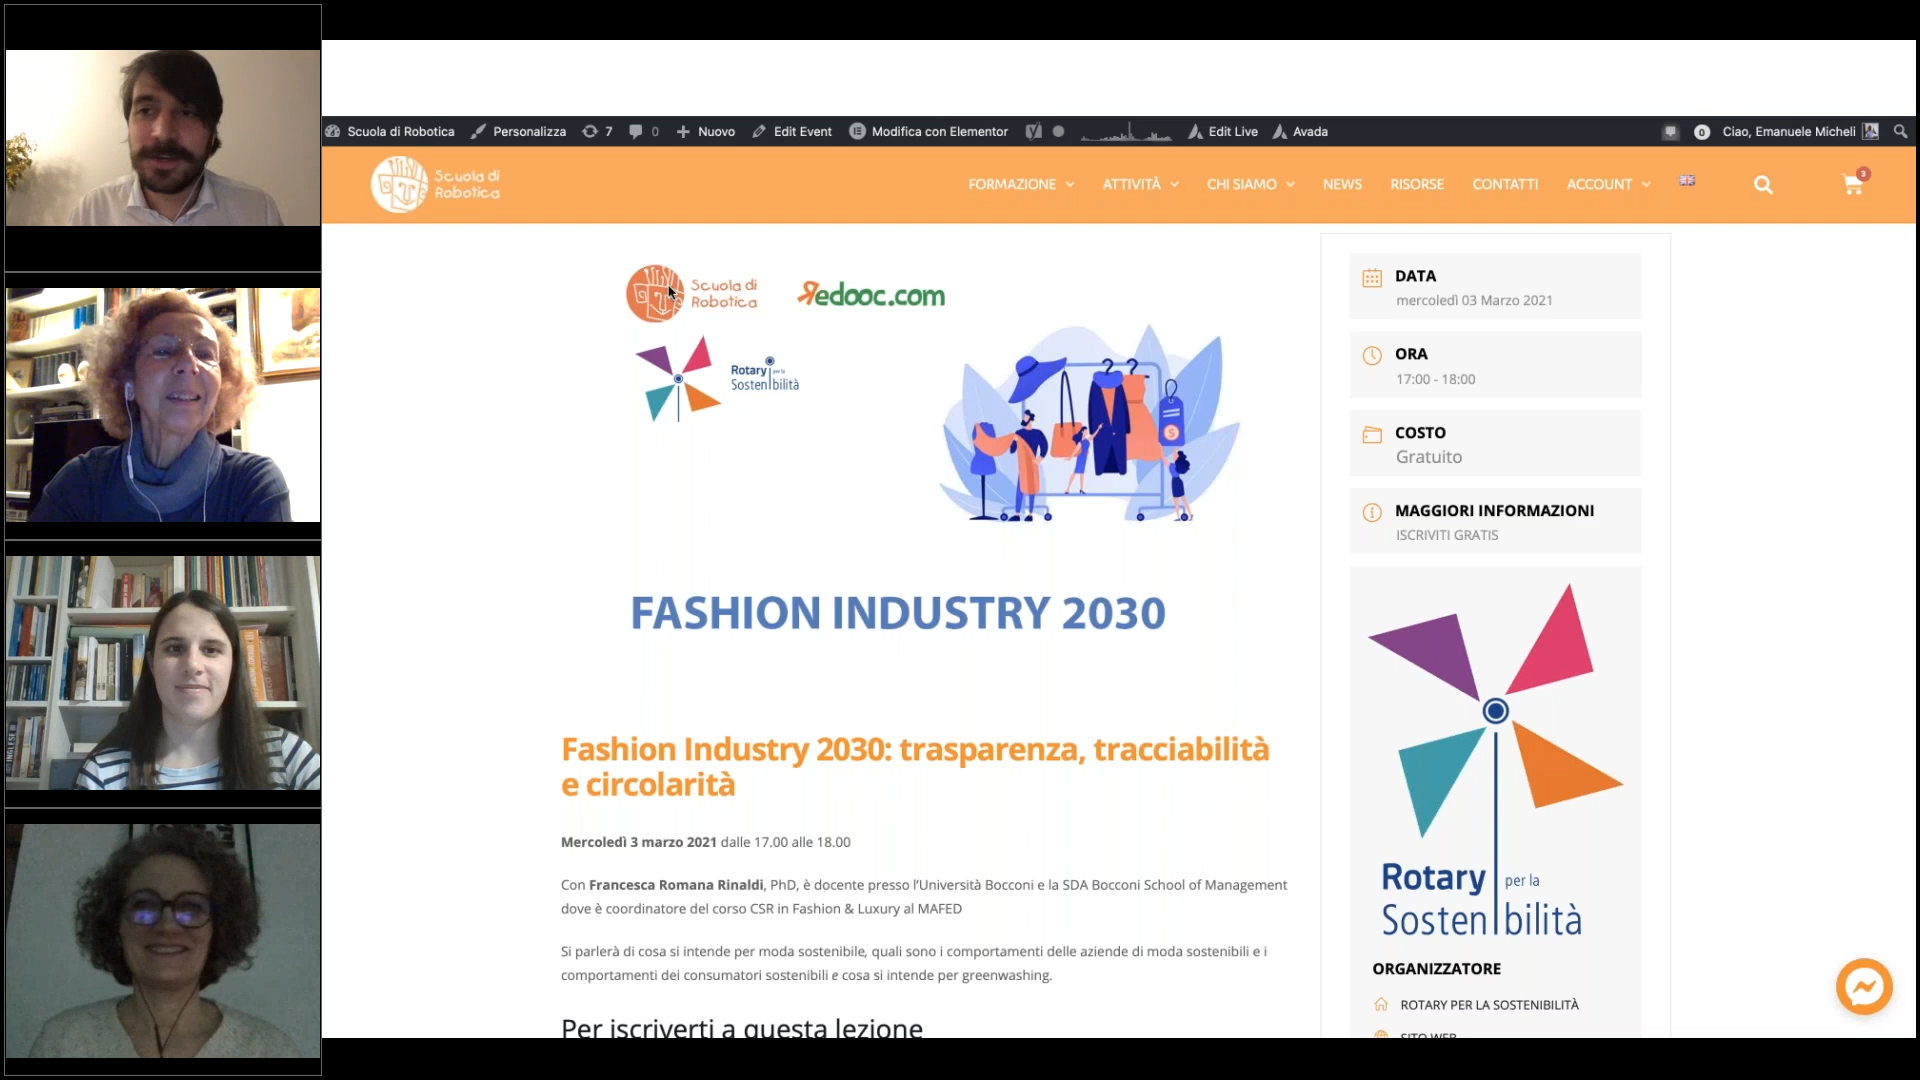 Scuola di Robotica Personalizza 7 0 Nuovo Edit Event Modifica con Elementor Edit Live Avada 0 Ciao, Emanuele Micheli
Scuola di
Robotica
FORMAZIONE ATTIVITÀ CHI SIAMO NEWS RISORSE CONTATTI ACCOUNT 3
Scuola di
Robotica
Redooc.com
Rotary per la
Sostenibilità
FASHION INDUSTRY 2030
Fashion Industry 2030: trasparenza, tracciabilità
e circolarità
Mercoledì 3 marzo 2021 dalle 17.00 alle 18.00
Con Francesca Romana Rinaldi, PhD, è docente presso l'Università Bocconi e la SDA Bocconi School of Management
dove è coordinatore del corso CSR in Fashion & Luxury al MAFED
Si parlerà di cosa si intende per moda sostenibile, quali sono i comportamenti delle aziende di moda sostenibili e i
comportamenti dei consumatori sostenibili e cosa si intende per greenwashing.
Per iscriverti a questa lezione
DATA
mercoledì 03 Marzo 2021
ORA
17:00 - 18:00
COSTO
Gratuito
MAGGIORI INFORMAZIONI
ISCRIVITI GRATIS
Rotary per la
Sostenibilità
ORGANIZZATORE
ROTARY PER LA SOSTENIBILITÀ
SITO WEB